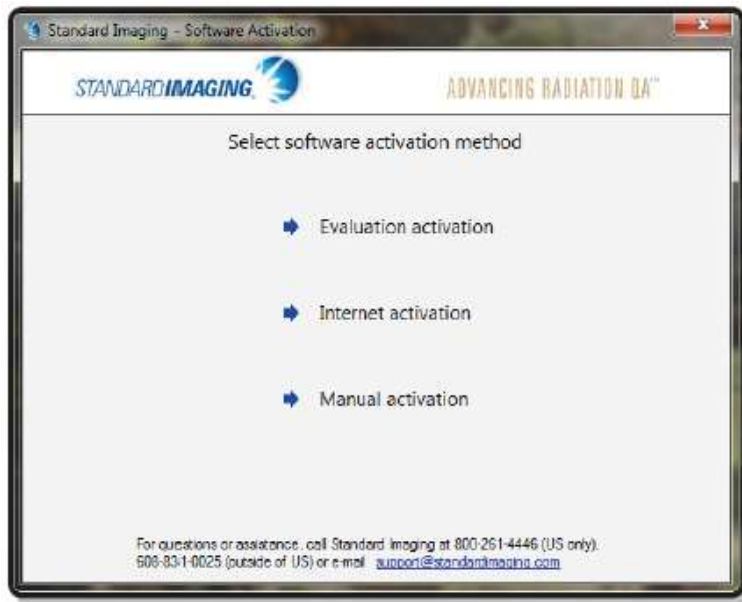 Standard Imaging - Software Activation
STANDARD IMAGING
ADVANCING RADIATION QA™
Select software activation method
Evaluation activation
Internet activation
Manual activation
For questions or assistance, call Standard Imaging at 800-261-4446 (US only),
608-831-0025 (outside of US) or e-mail support@standardimaging.com